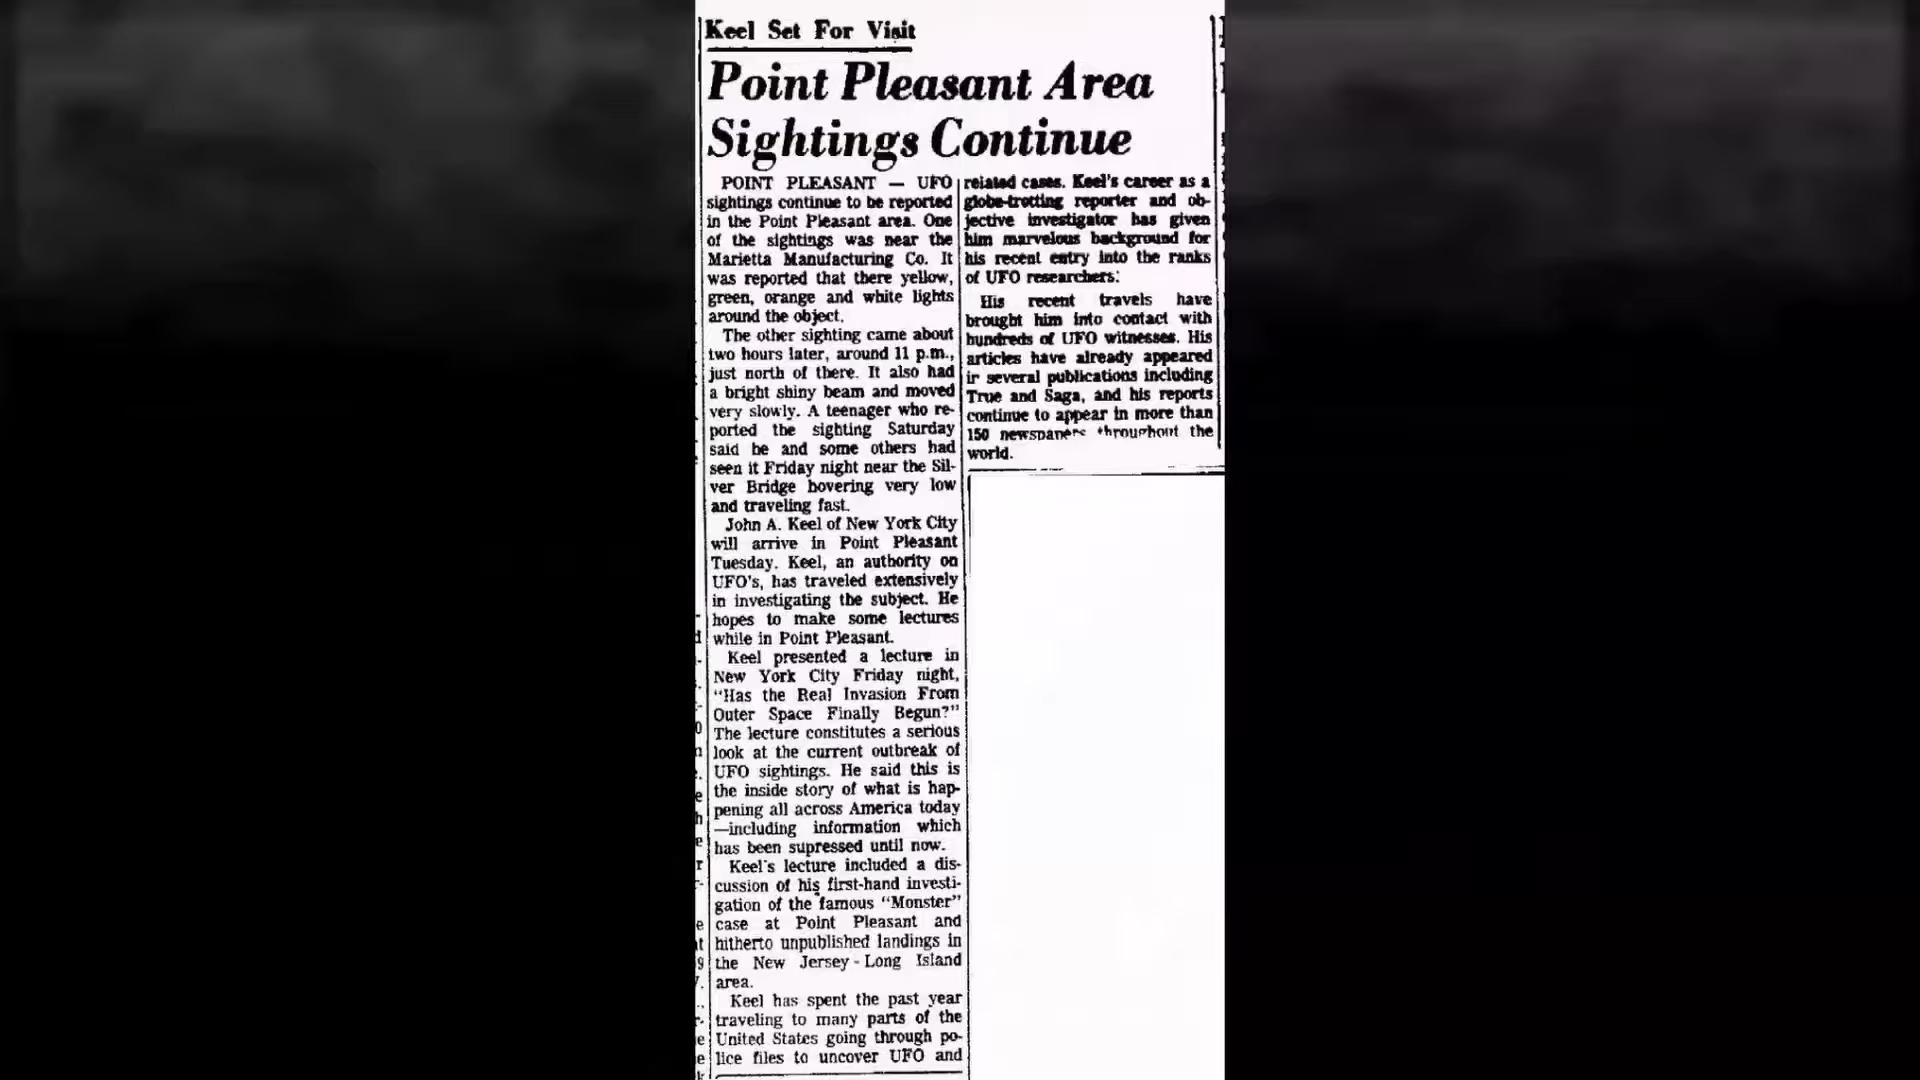 Keel Set For Visit
Point Pleasant Area
Sightings Continue
POINT PLEASANT — UFO
sightings continue to be reported
in the Point Pleasant area. One
of the sightings was near the
Marietta Manufacturing Co. It
was reported that there yellow,
green, orange and white lights
around the object.
The other sighting came about
two hours later, around 11 p.m.,
just north of there. It also had
a bright shiny beam and moved
very slowly. A teenager who re-
ported the sighting Saturday
said he and some others had
seen it Friday night near the Sil-
ver Bridge hovering very low
and traveling fast.
John A. Keel of New York City
will arrive in Point Pleasant
Tuesday. Keel, an authority on
UFO's, has traveled extensively
in investigating the subject. He
hopes to make some lectures
while in Point Pleasant.
Keel presented a lecture in
New York City Friday night,
"Has the Real Invasion From
Outer Space Finally Begun?"
The lecture constitutes a serious
look at the current outbreak of
UFO sightings. He said this is
the inside story of what is hap-
pening all across America today
—including information which
has been supressed until now.
Keel's lecture included a dis-
cussion of his first-hand investi-
gation of the famous "Monster"
case at Point Pleasant and
hitherto unpublished landings in
the New Jersey - Long Island
area.
Keel has spent the past year
traveling to many parts of the
United States going through po-
lice files to uncover UFO and
related cases. Keel's career as a
globe-trotting reporter and ob-
jective investigator has given
him marvelous background for
his recent entry into the ranks
of UFO researchers.
His recent travels have
brought him into contact with
hundreds of UFO witnesses. His
articles have already appeared
ir several publications including
True and Saga, and his reports
continue to appear in more than
150 newspapers throughout the
world.